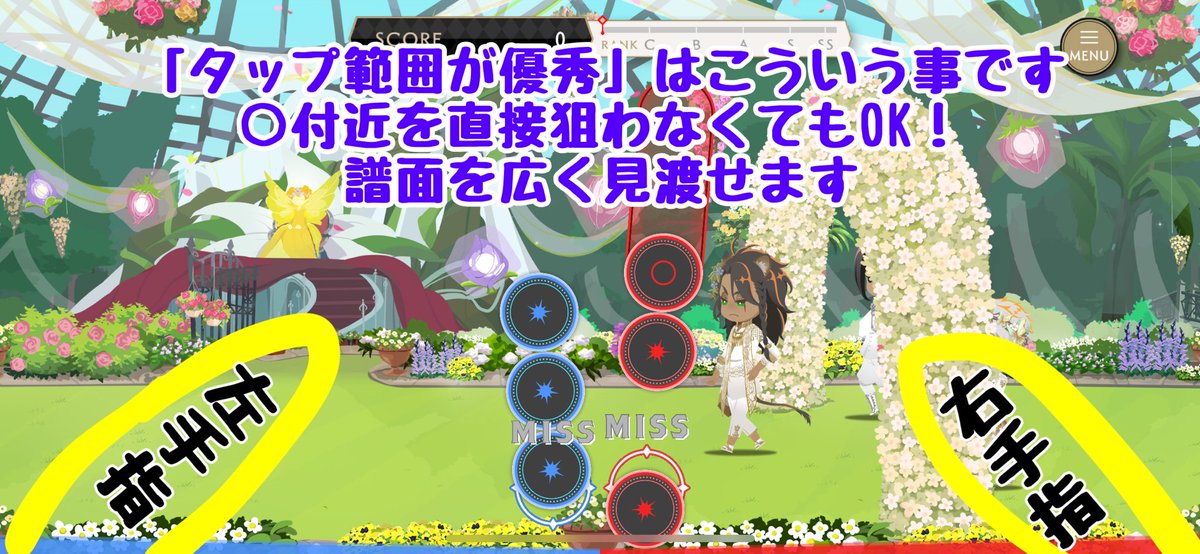 SCORE 0
RANK C B A S SS
MENU
「タップ範囲が優秀」はこういう事です
〇付近を直接狙わなくてもOK！
譜面を広く見渡せます
左手指
右手指
MISS MISS